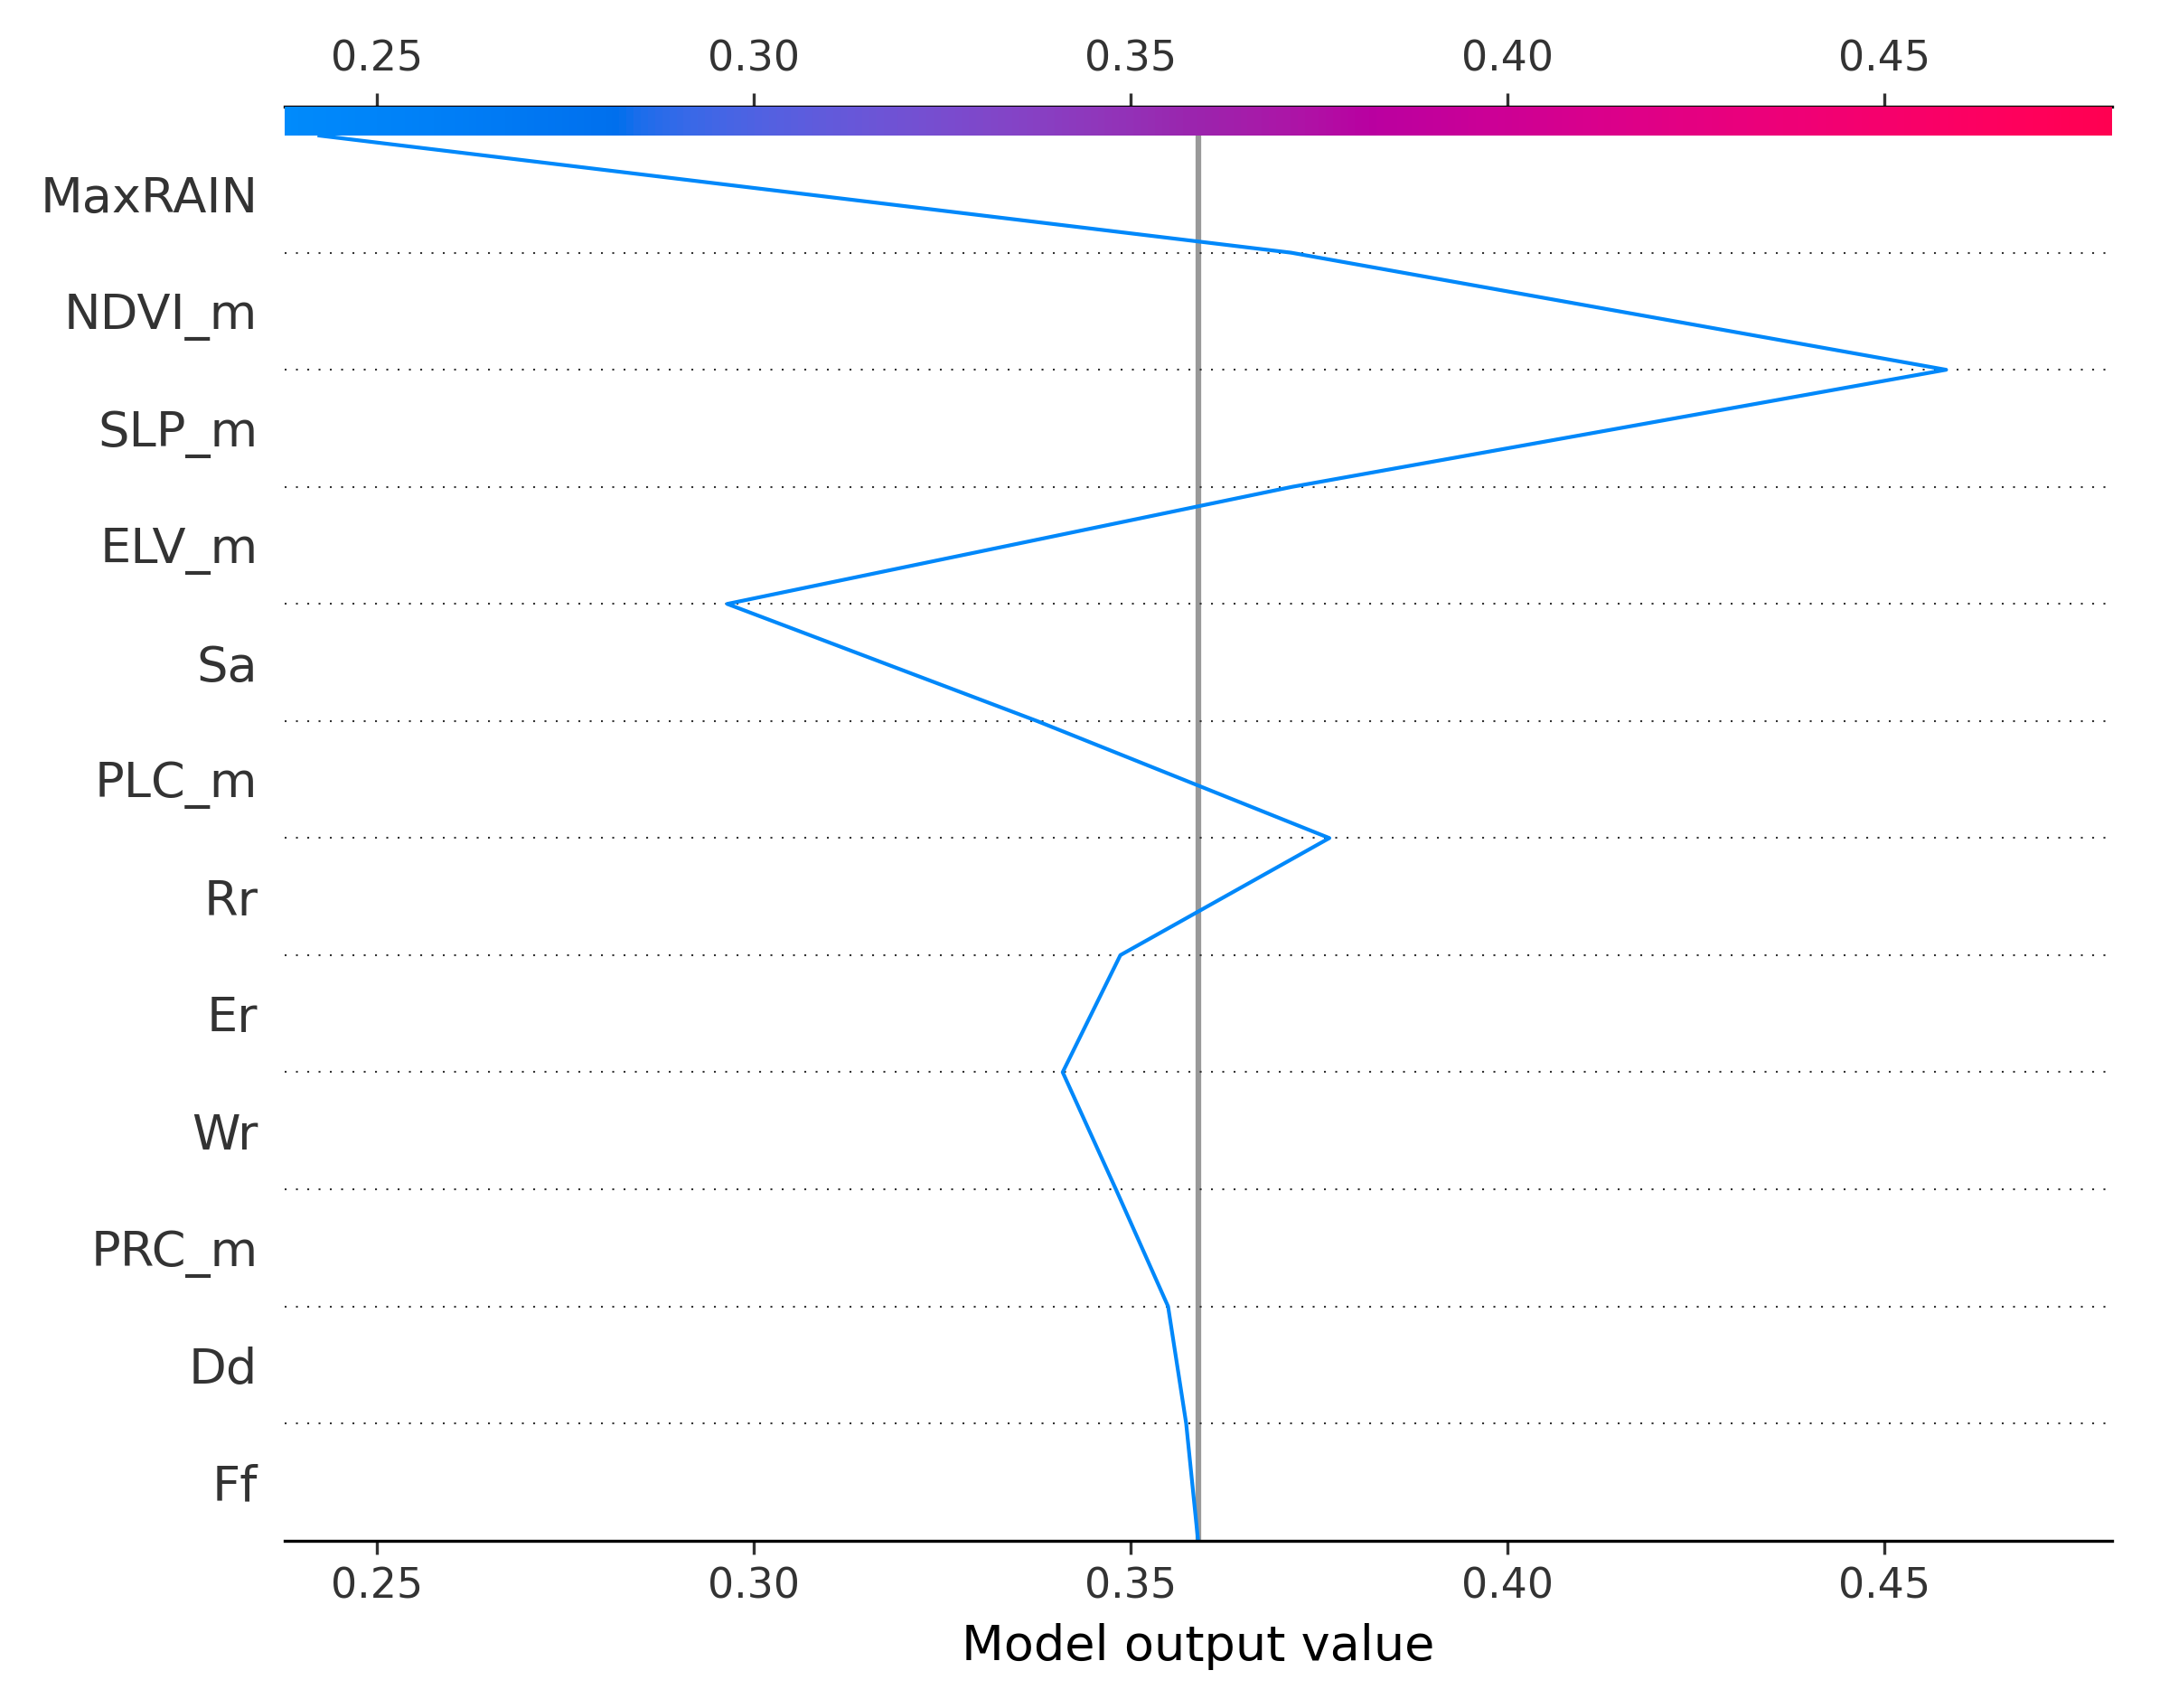 0.25 0.30 0.35 0.40 0.45
MaxRAIN
NDVI_m
SLP_m
ELV_m
Sa
PLC_m
Rr
Er
Wr
PRC_m
Dd
Ff
0.25 0.30 0.35 0.40 0.45
Model output value